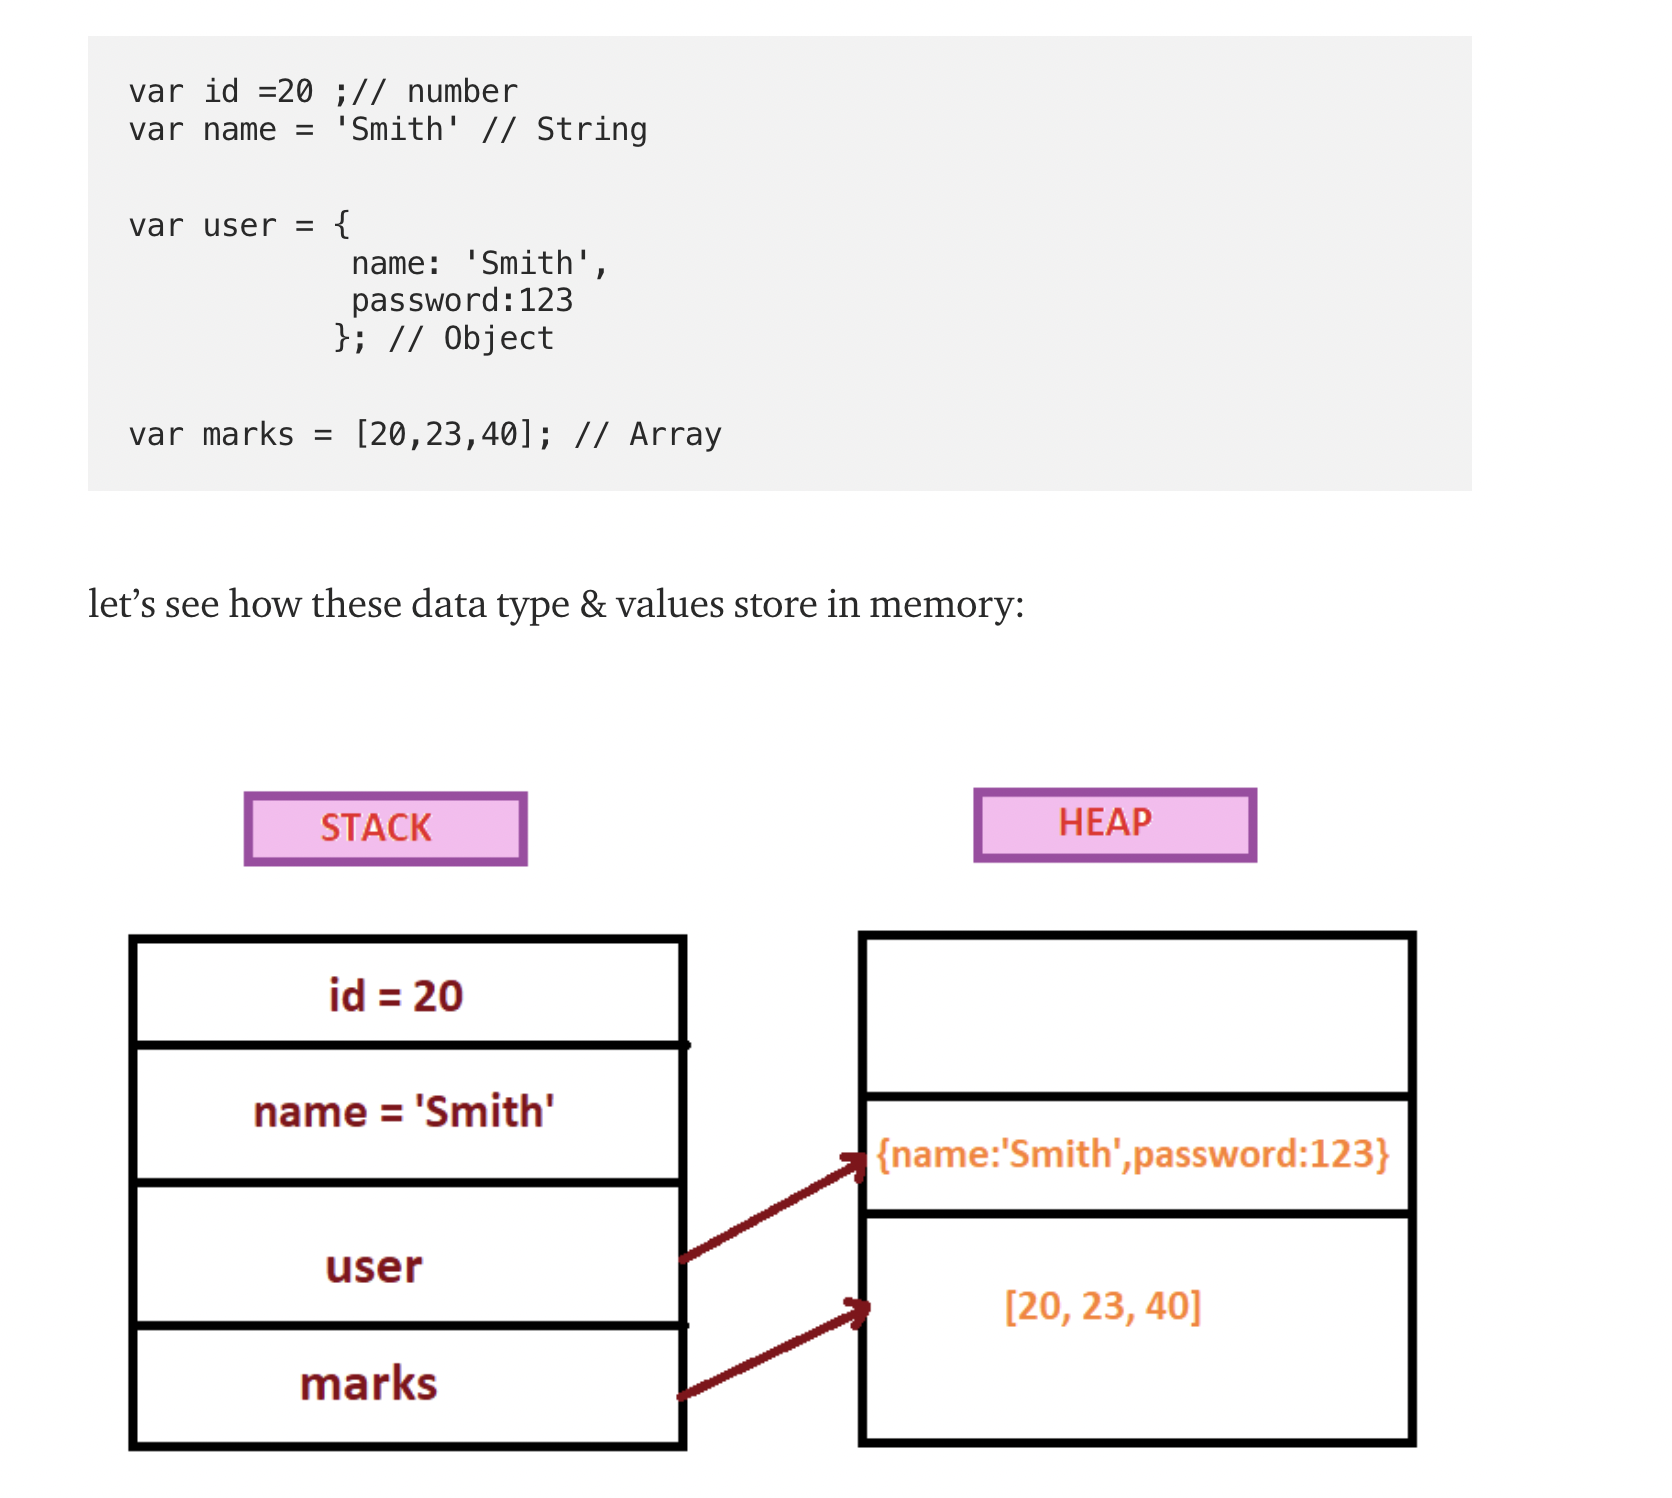 var id =20 ;// number
var name = 'Smith' // String
var user = {
name: 'Smith',
password:123
}; // Object
var marks = [20,23,40]; // Array
let’s see how these data type & values store in memory:
STACK
HEAP
id = 20
name = 'Smith'
user
marks
{name:'Smith',password:123}
[20, 23, 40]